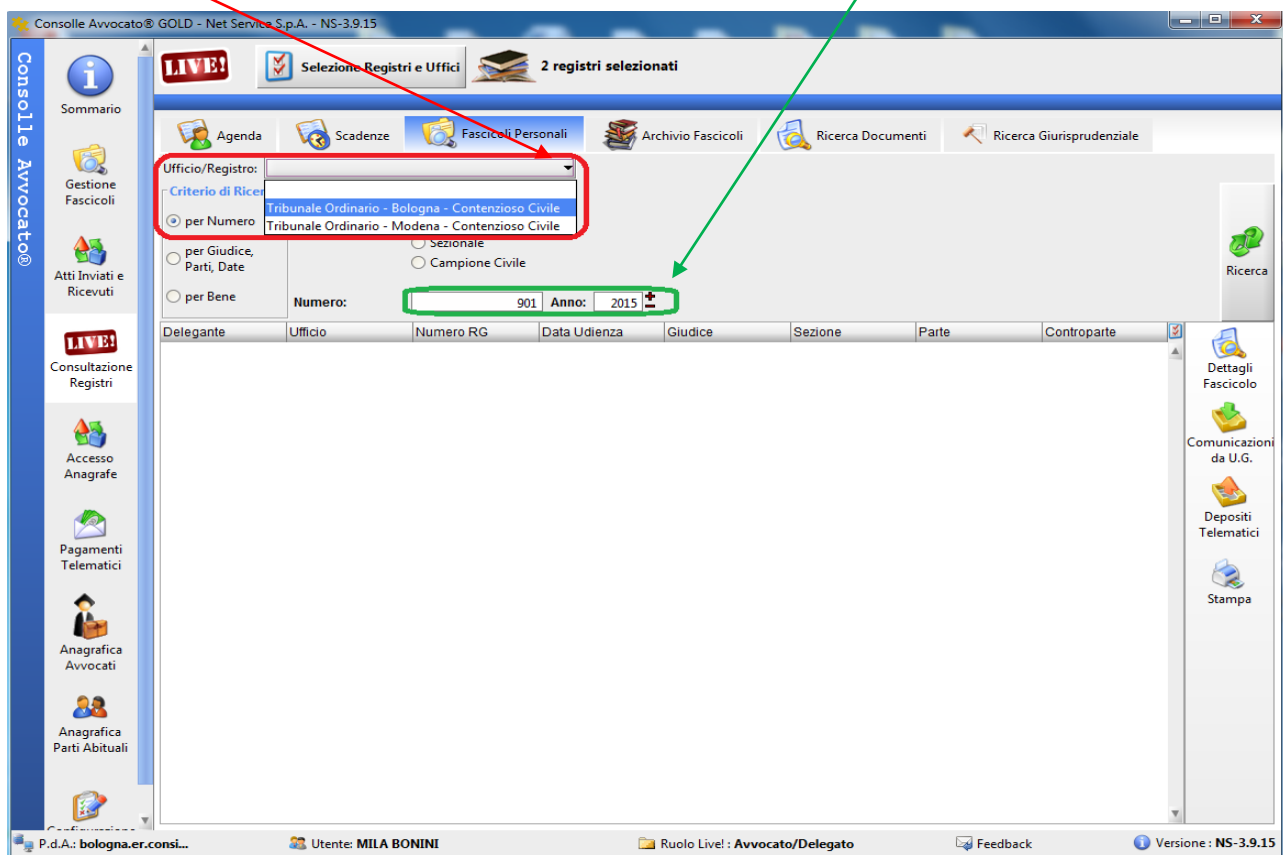 Consolle Avvocato® GOLD - Net Service S.p.A. - NS-3.9.15
Consolle Avvocato®
Sommario
Gestione
Fascicoli
Atti Inviati e
Ricevuti
LIVE!
Consultazione
Registri
Accesso
Anagrafe
Pagamenti
Telematici
Anagrafica
Avvocati
Anagrafica
Parti Abituali
LIVE!
Selezione Registri e Uffici
2 registri selezionati
Agenda
Scadenze
Fascicoli Personali
Archivio Fascicoli
Ricerca Documenti
Ricerca Giurisprudenziale
Ufficio/Registro:
Criterio di Ricer
Tribunale Ordinario - Bologna - Contenzioso Civile
Tribunale Ordinario - Modena - Contenzioso Civile
per Numero
per Giudice,
Parti, Date
per Bene
Sezionale
Campione Civile
Numero: 901 Anno: 2015
Ricerca
Delegante Ufficio Numero RG Data Udienza Giudice Sezione Parte Controparte
Dettagli
Fascicolo
Comunicazioni
da U.G.
Depositi
Telematici
Stampa
P.d.A.: bologna.er.consi... Utente: MILA BONINI Ruolo Live! : Avvocato/Delegato Feedback Versione : NS-3.9.15